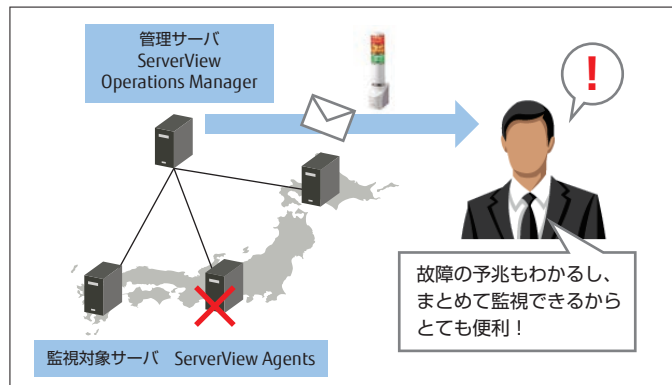 管理サーバ
ServerView
Operations Manager
!
故障の予兆もわかるし、
まとめて監視できるから
とても便利！
監視対象サーバ　ServerView Agents